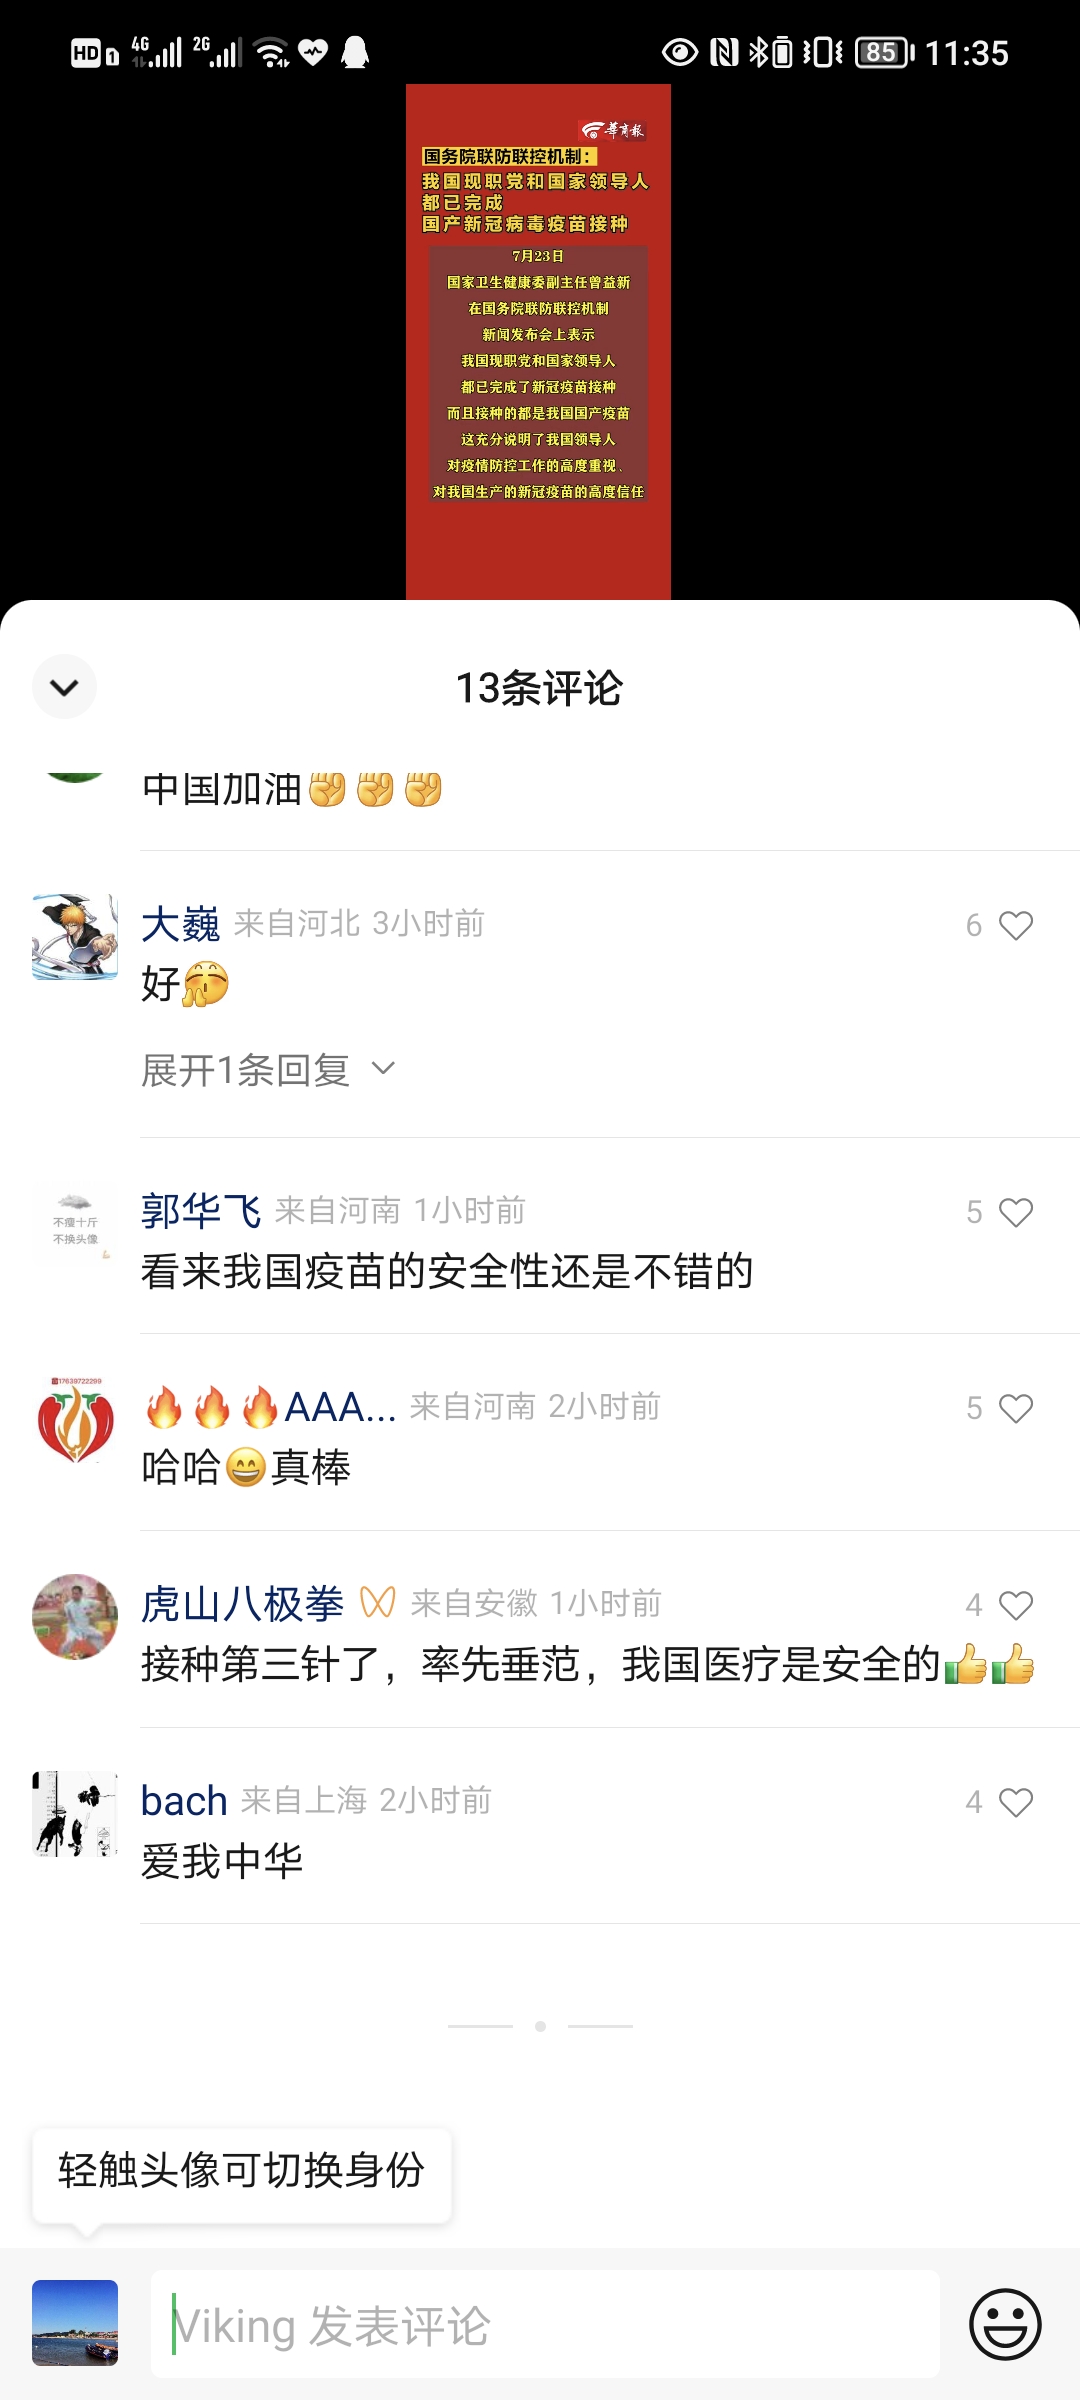 HD 1 4G 2G 85 11:35
華商報
国务院联防联控机制：
我国现职党和国家领导人
都已完成
国产新冠病毒疫苗接种
7月23日
国家卫生健康委副主任曾益新
在国务院联防联控机制
新闻发布会上表示
我国现职党和国家领导人
都已完成了新冠疫苗接种
而且接种的都是我国国产疫苗
这充分说明了我国领导人
对疫情防控工作的高度重视、
对我国生产的新冠疫苗的高度信任
13条评论
中国加油✊✊✊
大巍 来自河北 3小时前 6
好
展开1条回复
不瘦十斤
不换头像
郭华飞 来自河南 1小时前 5
看来我国疫苗的安全性还是不错的
17639722299
🔥🔥🔥AAA... 来自河南 2小时前 5
哈哈😄真棒
虎山八极拳 来自安徽 1小时前 4
接种第三针了，率先垂范，我国医疗是安全的👍👍
bach 来自上海 2小时前 4
爱我中华
轻触头像可切换身份
Viking 发表评论